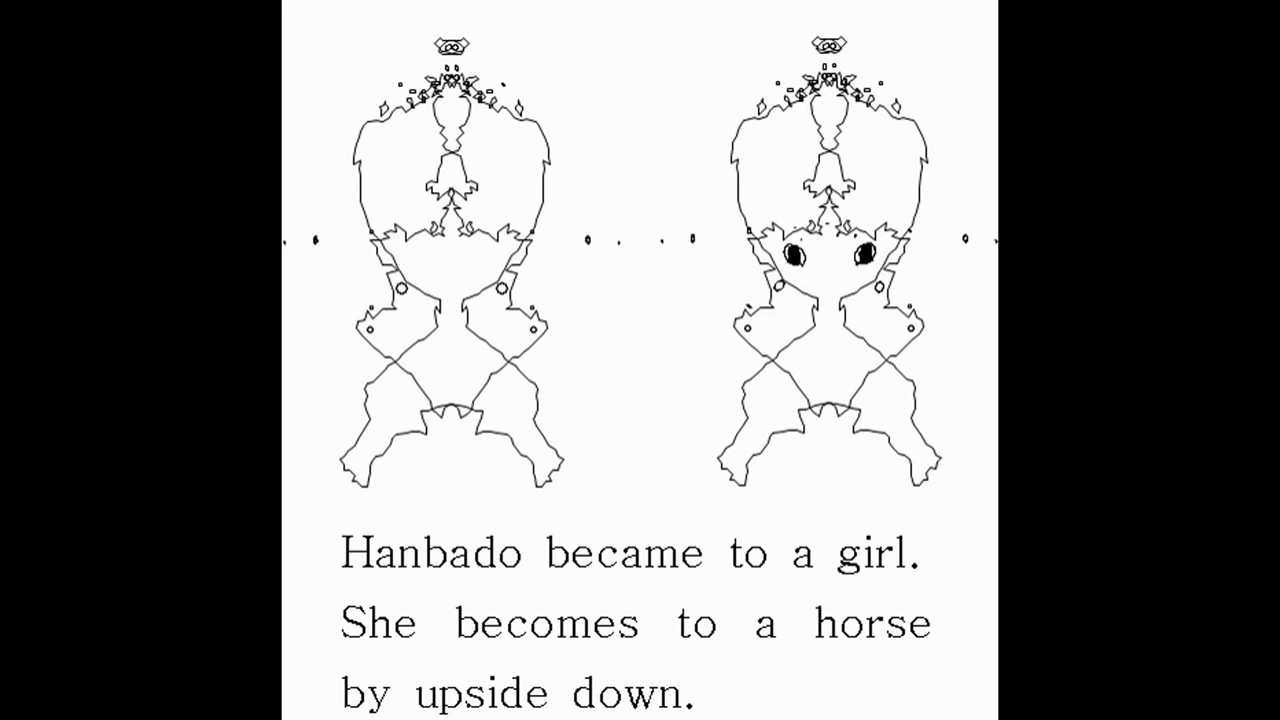 Hanbado became to a girl.
She becomes to a horse
by upside down.